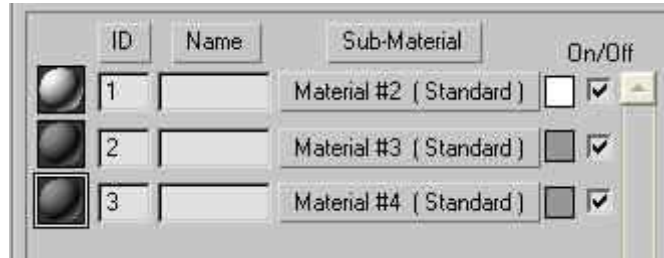 ID Name Sub-Material On/Off
1 Material #2 ( Standard )
2 Material #3 ( Standard )
3 Material #4 ( Standard )